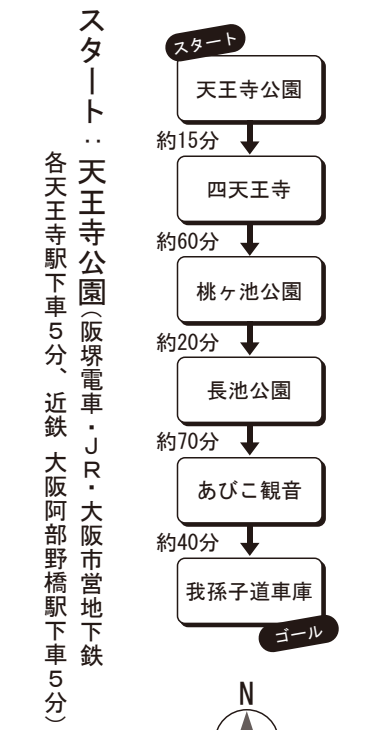 スタート：天王寺公園（阪堺電車・JR・大阪市営地下鉄
各天王寺駅下車５分、近鉄 大阪阿部野橋駅下車５分）
スタート
天王寺公園
約15分
四天王寺
約60分
桃ヶ池公園
約20分
長池公園
約70分
あびこ観音
約40分
我孫子道車庫
ゴール
N